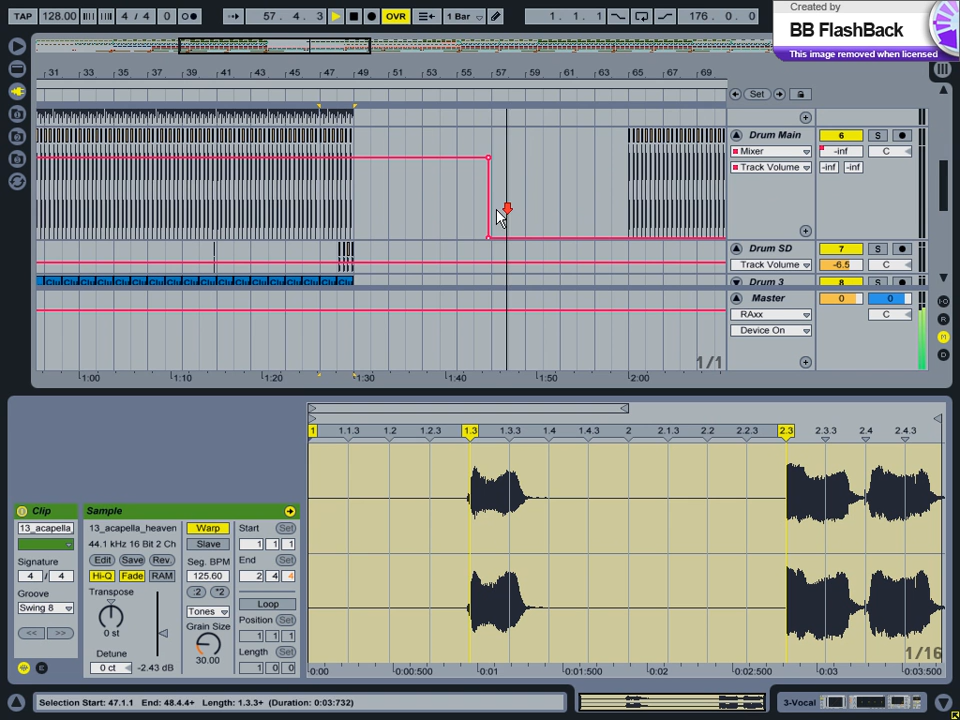 TAP 128.00 4 / 4 57. 4. 3 OVR 1 Bar 1. 1. 1 176. 0. 0
Created by
BB FlashBack
This image removed when licensed
31 33 35 37 39 41 43 45 47 49 51 53 55 57 59 61 63 65 67 69
Set
Drum Main 6 S
Mixer -inf C
Track Volume -inf -inf
Drum SD 7 S
Track Volume -6.5 C
Drum 3 8 S
Master 0 0
RAxx C
Device On
1/1
1:00 1:10 1:20 1:30 1:40 1:50 2:00
1 1.1.3 1.2 1.2.3 1.3 1.3.3 1.4 1.4.3 2 2.1.3 2.2 2.2.3 2.3 2.3.3 2.4 2.4.3
Clip
13_acapella
Signature
4 / 4
Groove
Swing 8
<< >>
Sample
13_acapella_heaven
44.1 kHz 16 Bit 2 Ch
Edit Save Rev.
Hi-Q Fade RAM
Transpose
0 st
Detune
0 ct -2.43 dB
Warp
Slave
Seg. BPM
125.60
:2 *2
Tones
Grain Size
30.00
Start Set
1 1 1
End Set
2 4 4
Loop
Position Set
1 1 1
Length Set
1 0 0
1/16
0:00 0:00:500 0:01 0:01:500 0:02 0:02:500 0:03 0:03:500
Selection Start: 47.1.1 End: 48.4.4+ Length: 1.3.3+ (Duration: 0:03:732)
3-Vocal